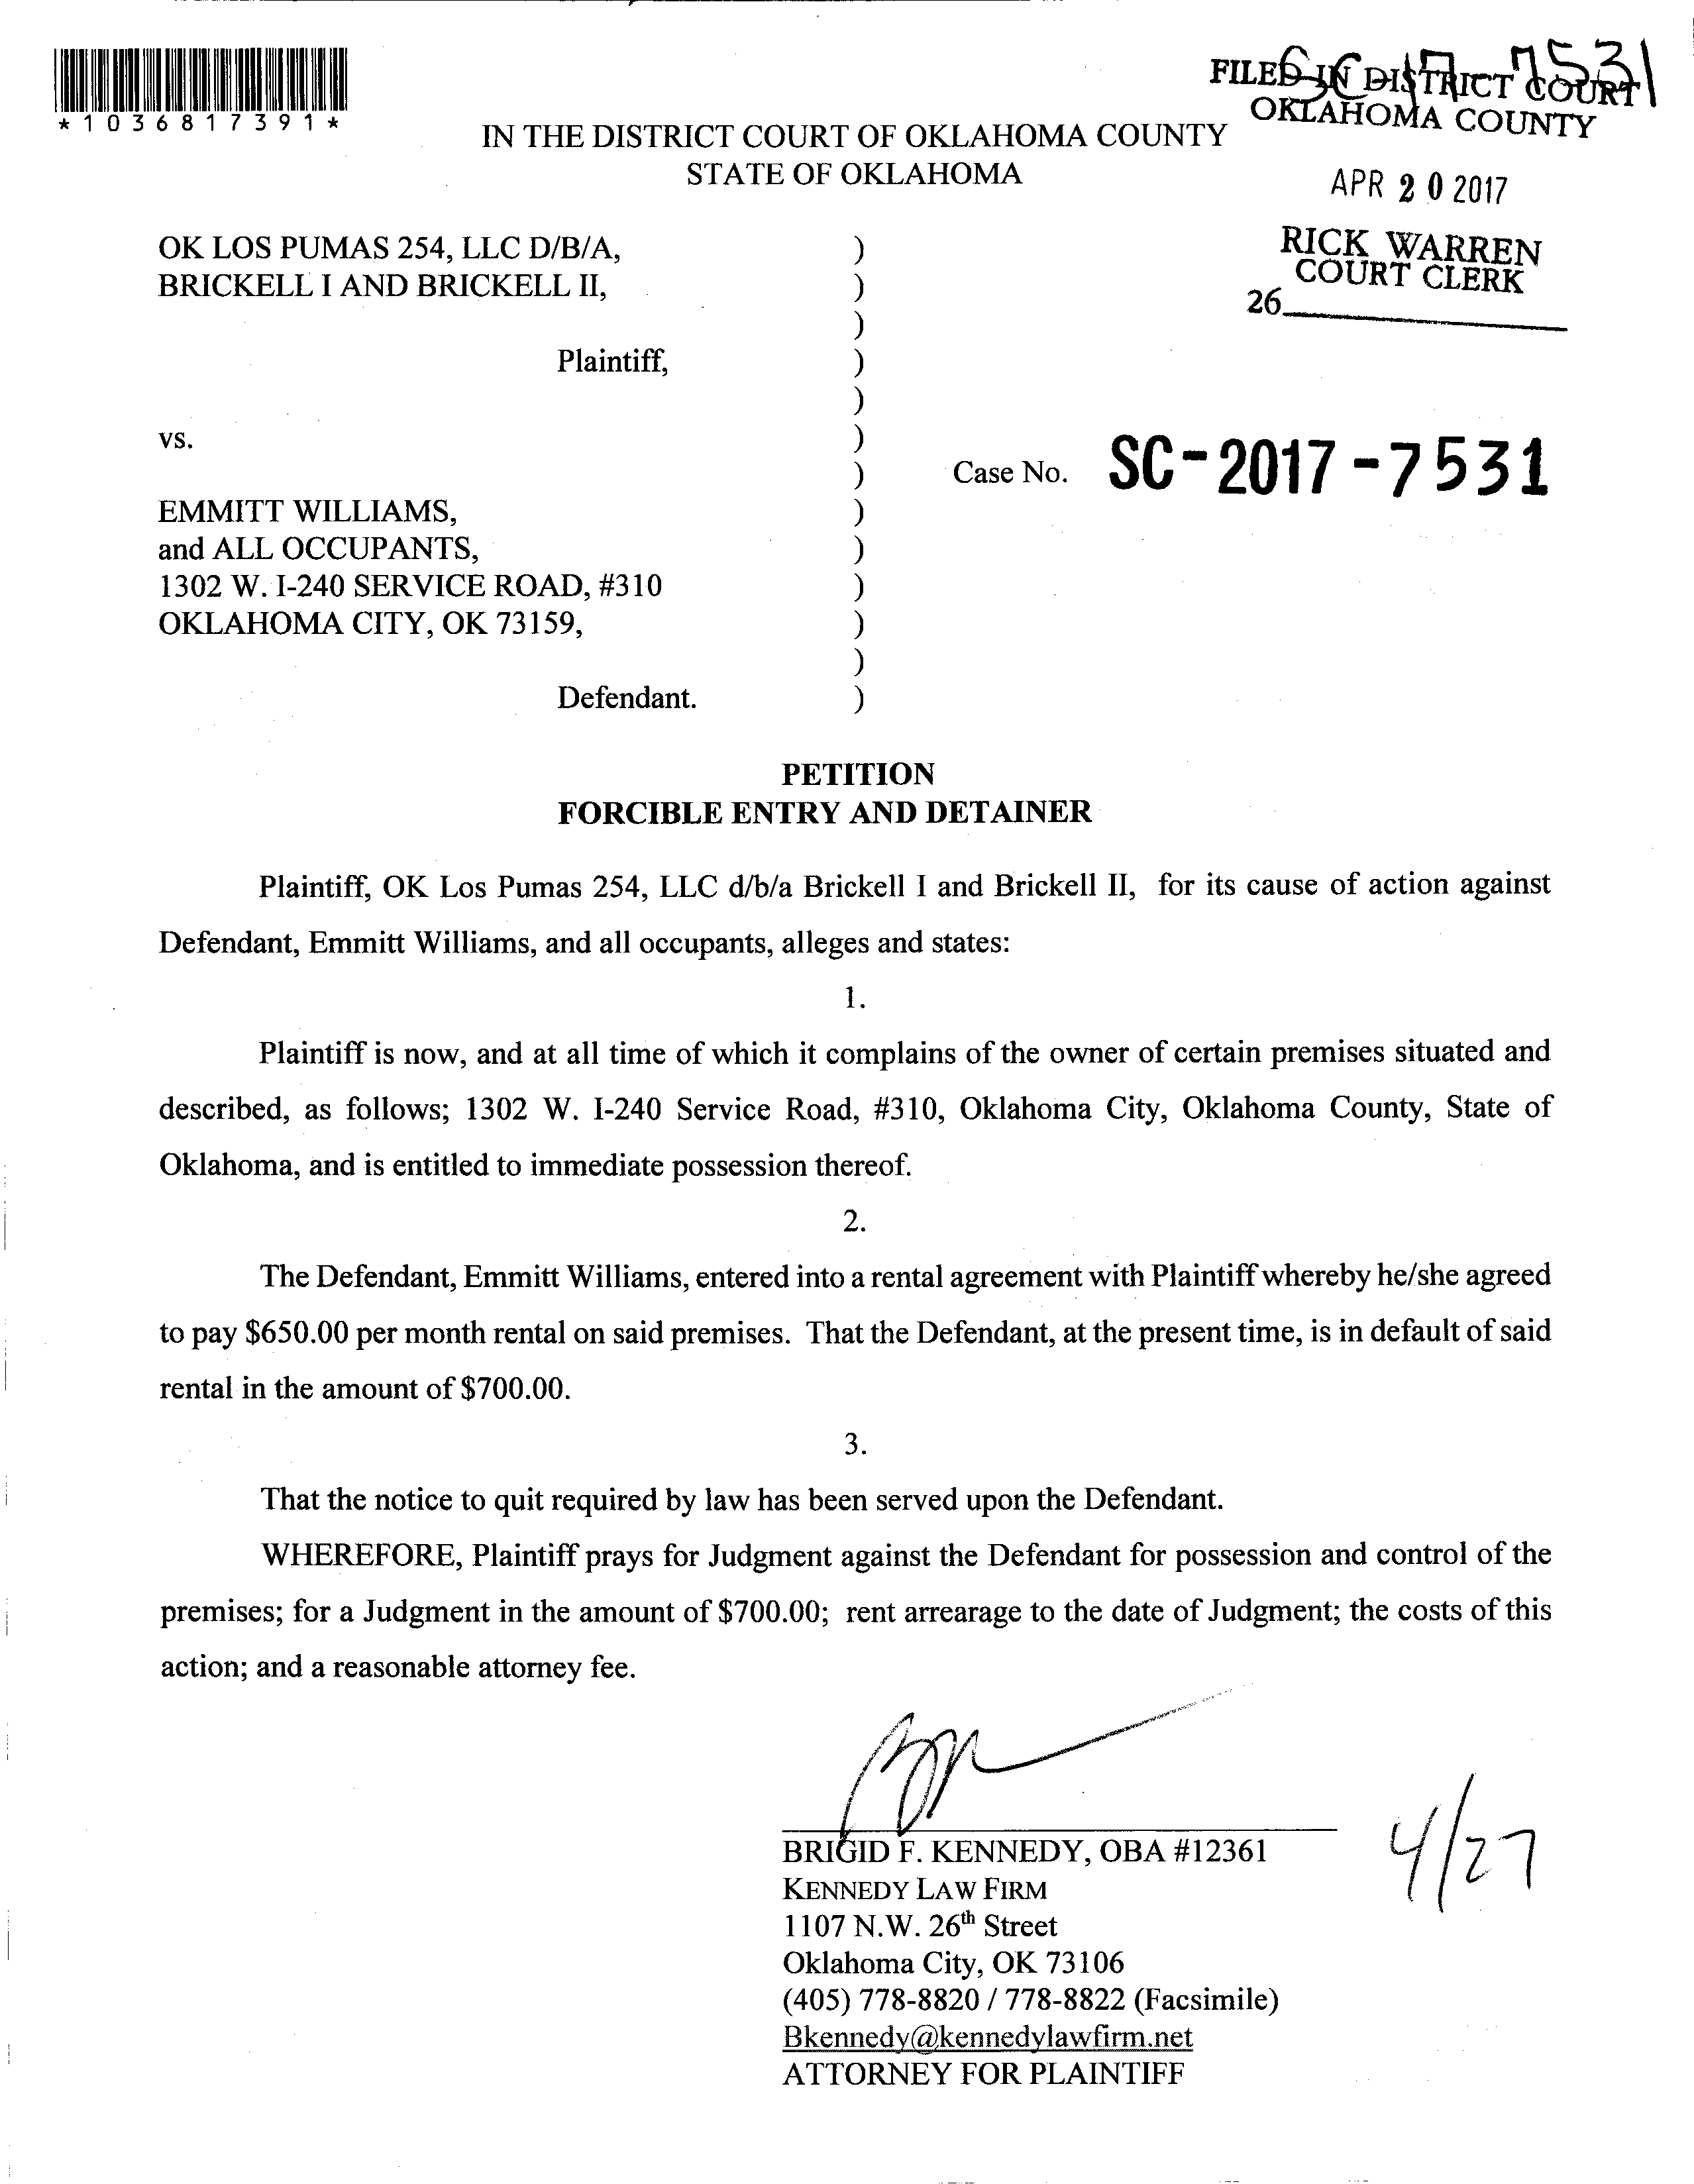 *1036817391*
SC 17 7531
FILED IN DISTRICT COURT
OKLAHOMA COUNTY
IN THE DISTRICT COURT OF OKLAHOMA COUNTY
STATE OF OKLAHOMA
APR 20 2017
RICK WARREN
COURT CLERK
26
OK LOS PUMAS 254, LLC D/B/A, )
BRICKELL I AND BRICKELL II, )
)
Plaintiff, )
)
vs. )
) Case No. SC-2017-7531
EMMITT WILLIAMS, )
and ALL OCCUPANTS, )
1302 W. I-240 SERVICE ROAD, #310 )
OKLAHOMA CITY, OK 73159, )
)
Defendant. )
PETITION
FORCIBLE ENTRY AND DETAINER
Plaintiff, OK Los Pumas 254, LLC d/b/a Brickell I and Brickell II, for its cause of action against
Defendant, Emmitt Williams, and all occupants, alleges and states:
1.
Plaintiff is now, and at all time of which it complains of the owner of certain premises situated and
described, as follows; 1302 W. I-240 Service Road, #310, Oklahoma City, Oklahoma County, State of
Oklahoma, and is entitled to immediate possession thereof.
2.
The Defendant, Emmitt Williams, entered into a rental agreement with Plaintiff whereby he/she agreed
to pay $650.00 per month rental on said premises. That the Defendant, at the present time, is in default of said
rental in the amount of $700.00.
3.
That the notice to quit required by law has been served upon the Defendant.
WHEREFORE, Plaintiff prays for Judgment against the Defendant for possession and control of the
premises; for a Judgment in the amount of $700.00; rent arrearage to the date of Judgment; the costs of this
action; and a reasonable attorney fee.
BRIGID F. KENNEDY, OBA #12361
KENNEDY LAW FIRM
1107 N.W. 26th Street
Oklahoma City, OK 73106
(405) 778-8820 / 778-8822 (Facsimile)
Bkennedy@kennedylawfirm.net
ATTORNEY FOR PLAINTIFF
4/27